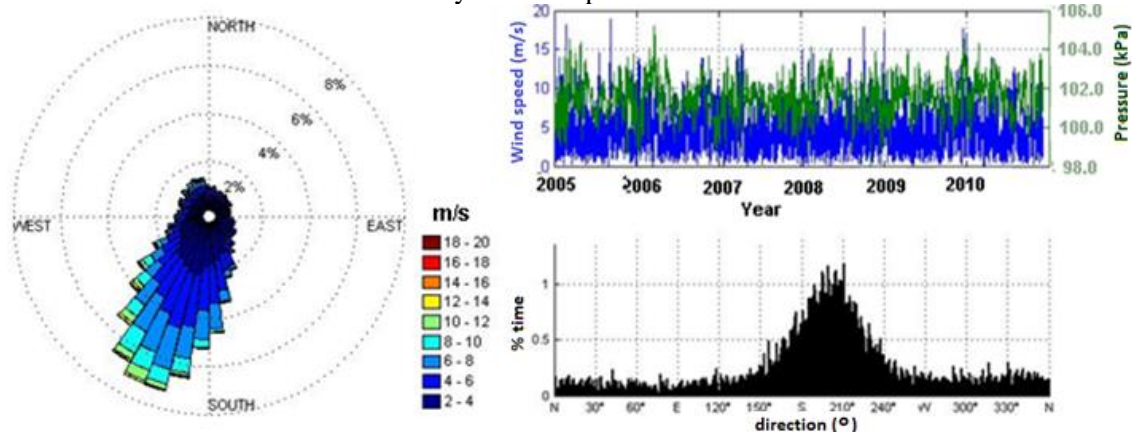 NORTH
8%
6%
4%
2%
WEST
EAST
SOUTH
m/s
18 - 20
16 - 18
14 - 16
12 - 14
10 - 12
8 - 10
6 - 8
4 - 6
2 - 4
Wind speed (m/s)
20
15
10
5
0
106.0
104.0
102.0
100.0
98.0
Pressure (kPa)
2005 2006 2007 2008 2009 2010
Year
% time
1
0.5
0
N 30° 60° E 120° 150° S 210° 240° W 300° 330° N
direction (º)